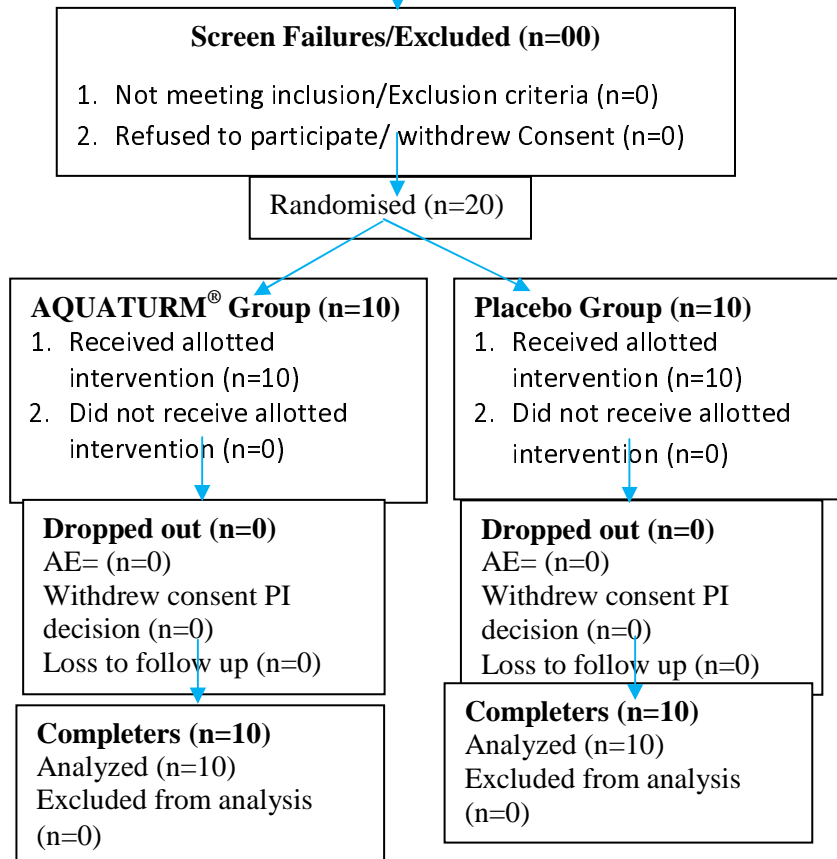 Screen Failures/Excluded (n=00)
1. Not meeting inclusion/Exclusion criteria (n=0)
2. Refused to participate/ withdrew Consent (n=0)
Randomised (n=20)
AQUATURM® Group (n=10)
1. Received allotted
intervention (n=10)
2. Did not receive allotted
intervention (n=0)
Placebo Group (n=10)
1. Received allotted
intervention (n=10)
2. Did not receive allotted
intervention (n=0)
Dropped out (n=0)
AE= (n=0)
Withdrew consent PI
decision (n=0)
Loss to follow up (n=0)
Dropped out (n=0)
AE= (n=0)
Withdrew consent PI
decision (n=0)
Loss to follow up (n=0)
Completers (n=10)
Analyzed (n=10)
Excluded from analysis
(n=0)
Completers (n=10)
Analyzed (n=10)
Excluded from analysis
(n=0)